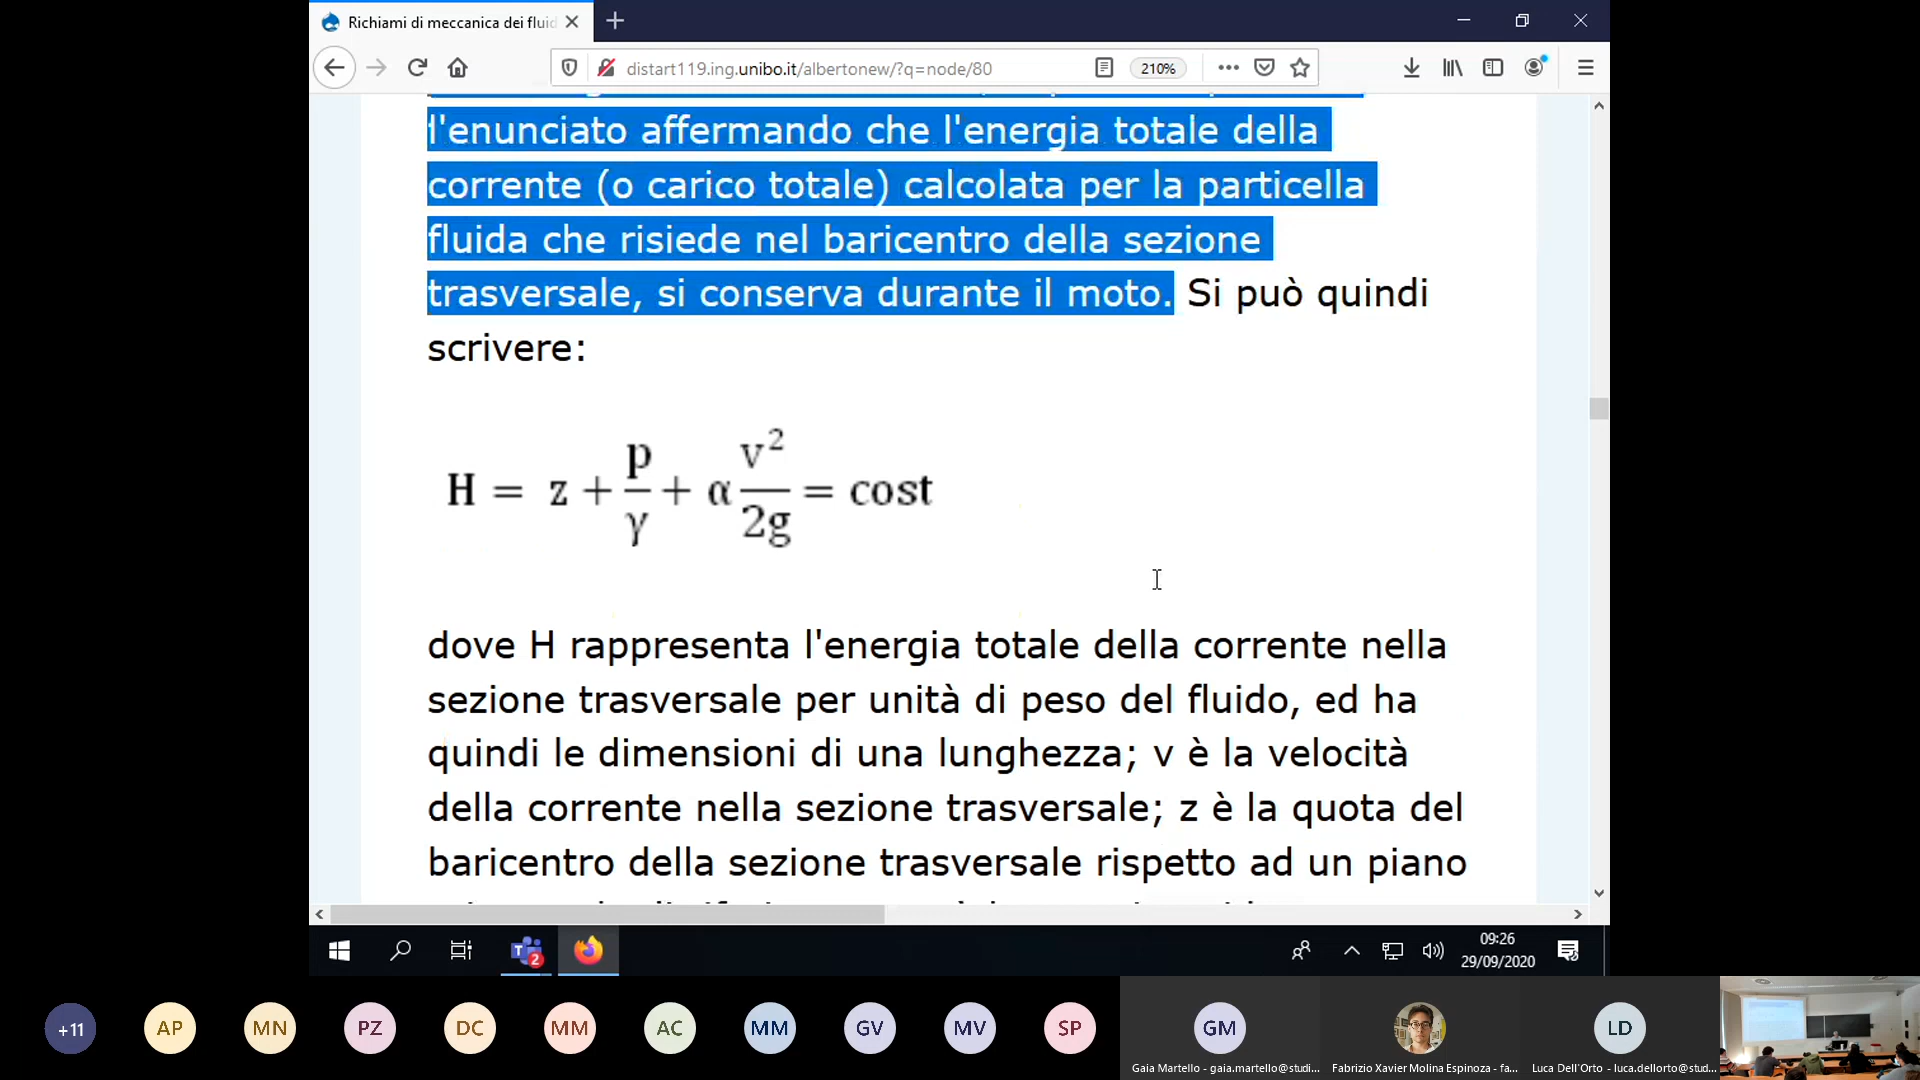 Richiami di meccanica dei fluid
distart119.ing.unibo.it/albertonew/?q=node/80
210%
l'enunciato affermando che l'energia totale della
corrente (o carico totale) calcolata per la particella
fluida che risiede nel baricentro della sezione
trasversale, si conserva durante il moto. Si può quindi
scrivere:
H = z + p/γ + α v²/2g = cost
dove H rappresenta l'energia totale della corrente nella
sezione trasversale per unità di peso del fluido, ed ha
quindi le dimensioni di una lunghezza; v è la velocità
della corrente nella sezione trasversale; z è la quota del
baricentro della sezione trasversale rispetto ad un piano
2
09:26
29/09/2020
+11
AP
MN
PZ
DC
MM
AC
MM
GV
MV
SP
GM
LD
Gaia Martello - gaia.martello@studi...
Fabrizio Xavier Molina Espinoza - fa...
Luca Dell'Orto - luca.dellorto@stud...